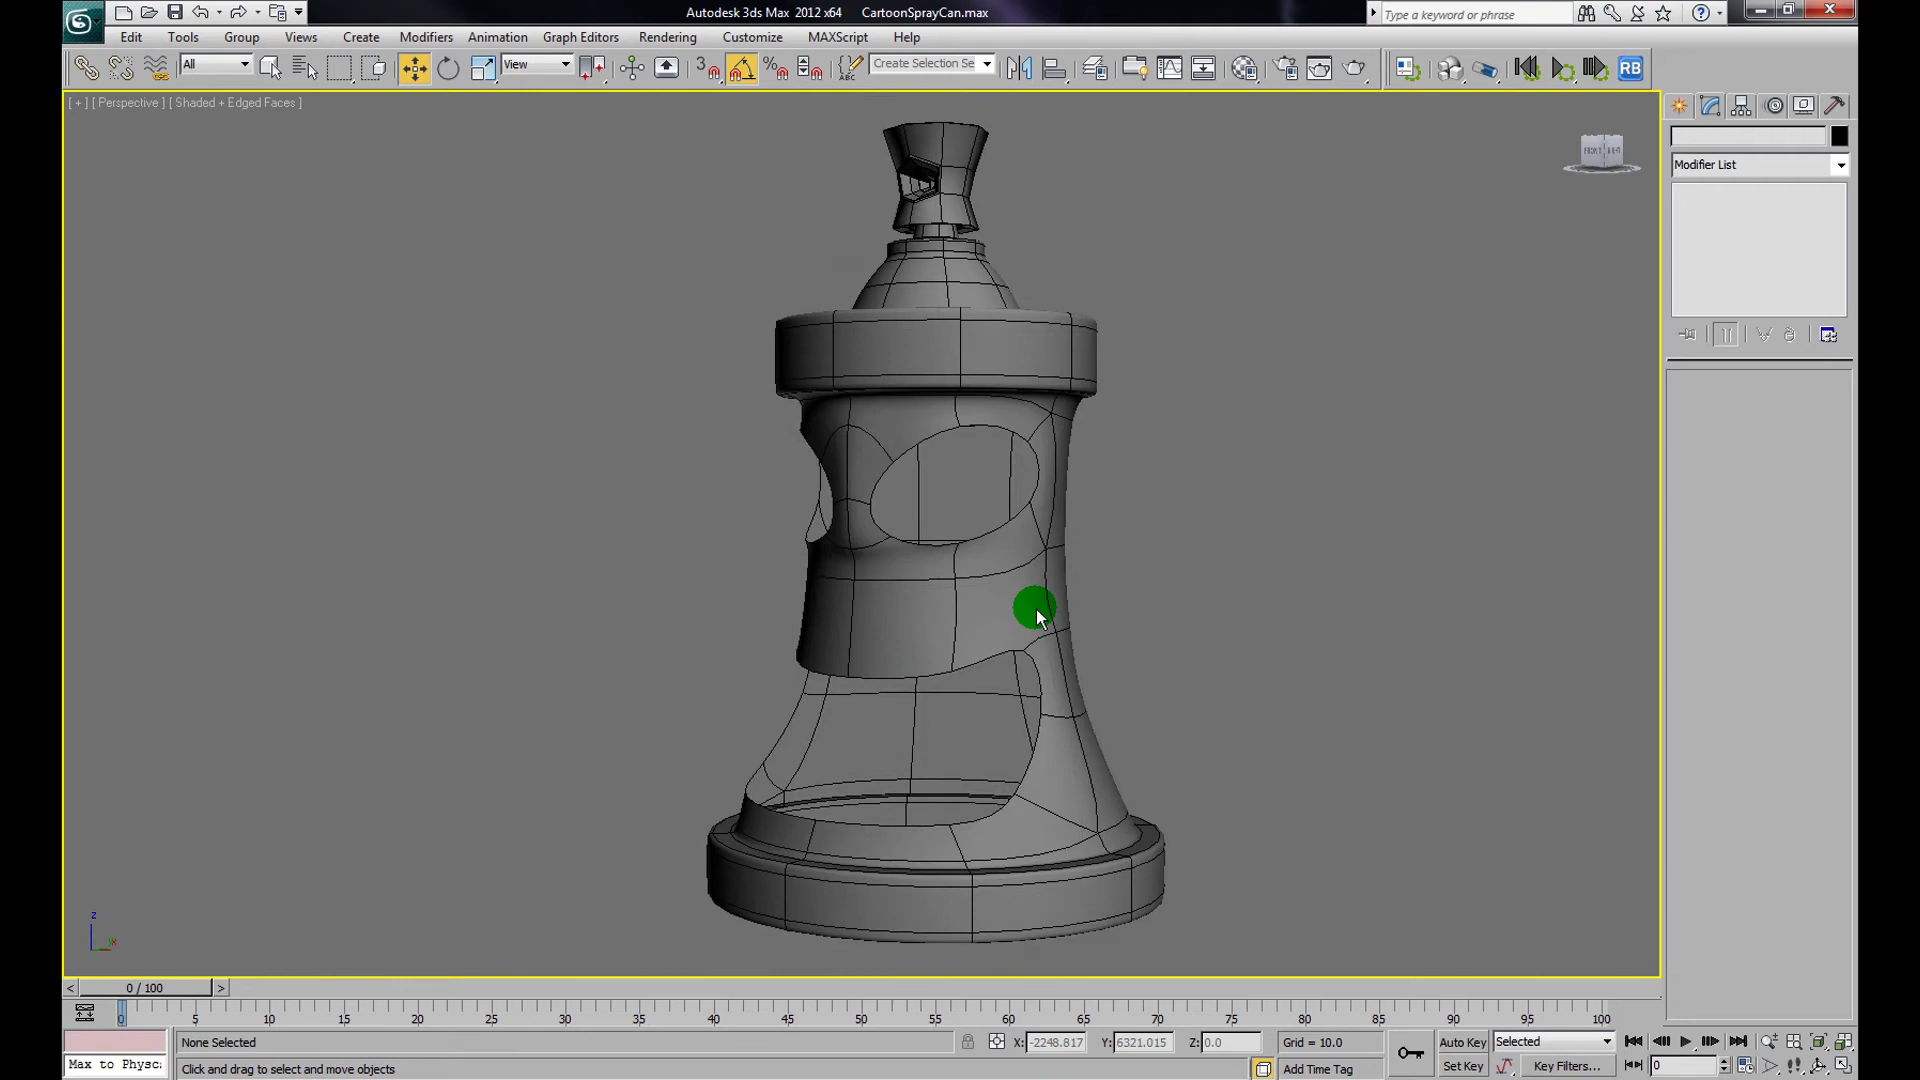 Autodesk 3ds Max 2012 x64 CartoonSprayCan.max
Type a keyword or phrase
Edit Tools Group Views Create Modifiers Animation Graph Editors Rendering Customize MAXScript Help
All View 3 % ABC Create Selection Se RB
[ + ] [ Perspective ] [ Shaded + Edged Faces ]
FRONT
Modifier List
z
0 / 100
0 5 10 15 20 25 30 35 40 45 50 55 60 65 70 75 80 85 90 95 100
None Selected X: -2248.817 Y: 6321.015 Z: 0.0 Grid = 10.0 Auto Key Selected
Max to Physc: Click and drag to select and move objects Add Time Tag Set Key Key Filters... 0